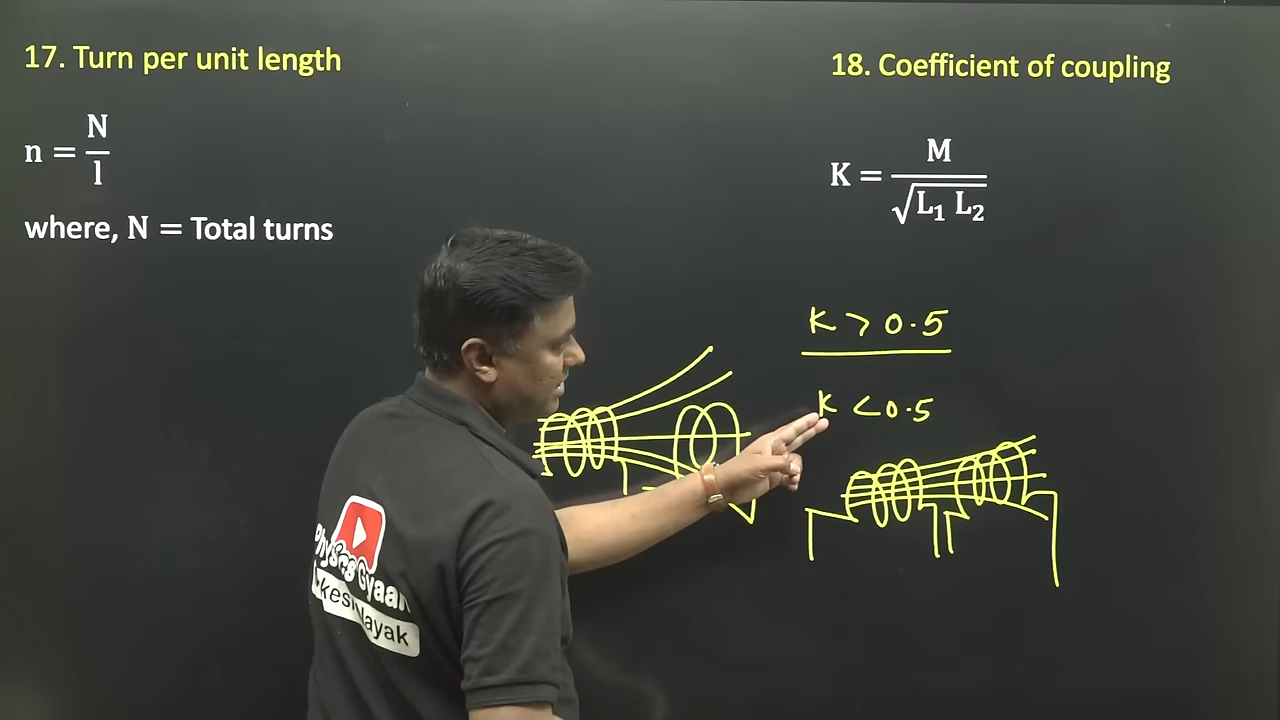 17. Turn per unit length
n = N/l
where, N = Total turns
18. Coefficient of coupling
K = M/√(L₁ L₂)
K > 0.5
K < 0.5
Physics Gyaan
ayak